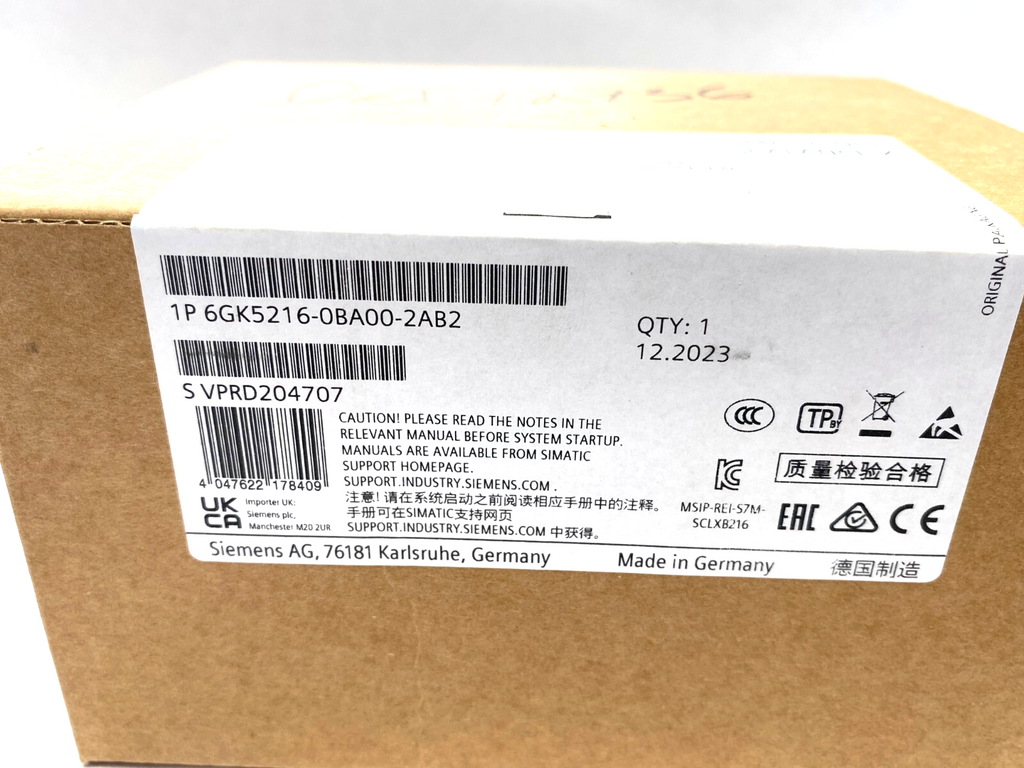 1P 6GK5216-0BA00-2AB2
QTY: 1
12.2023
S VPRD204707
CAUTION! PLEASE READ THE NOTES IN THE
RELEVANT MANUAL BEFORE SYSTEM STARTUP.
MANUALS ARE AVAILABLE FROM SIMATIC
SUPPORT HOMEPAGE.
SUPPORT.INDUSTRY.SIEMENS.COM .
注意! 请在系统启动之前阅读相应手册中的注释。
手册可在SIMATIC支持网页
SUPPORT.INDUSTRY.SIEMENS.COM 中获得。
4 047622 178409
UK
CA
Importer UK:
Siemens plc.
Manchester M20 2UR
CCC
TP BY
质量检验合格
MSIP-REI-S7M-
SCLXB216
EAC
CE
Siemens AG, 76181 Karlsruhe, Germany
Made in Germany
德国制造
ORIGINAL